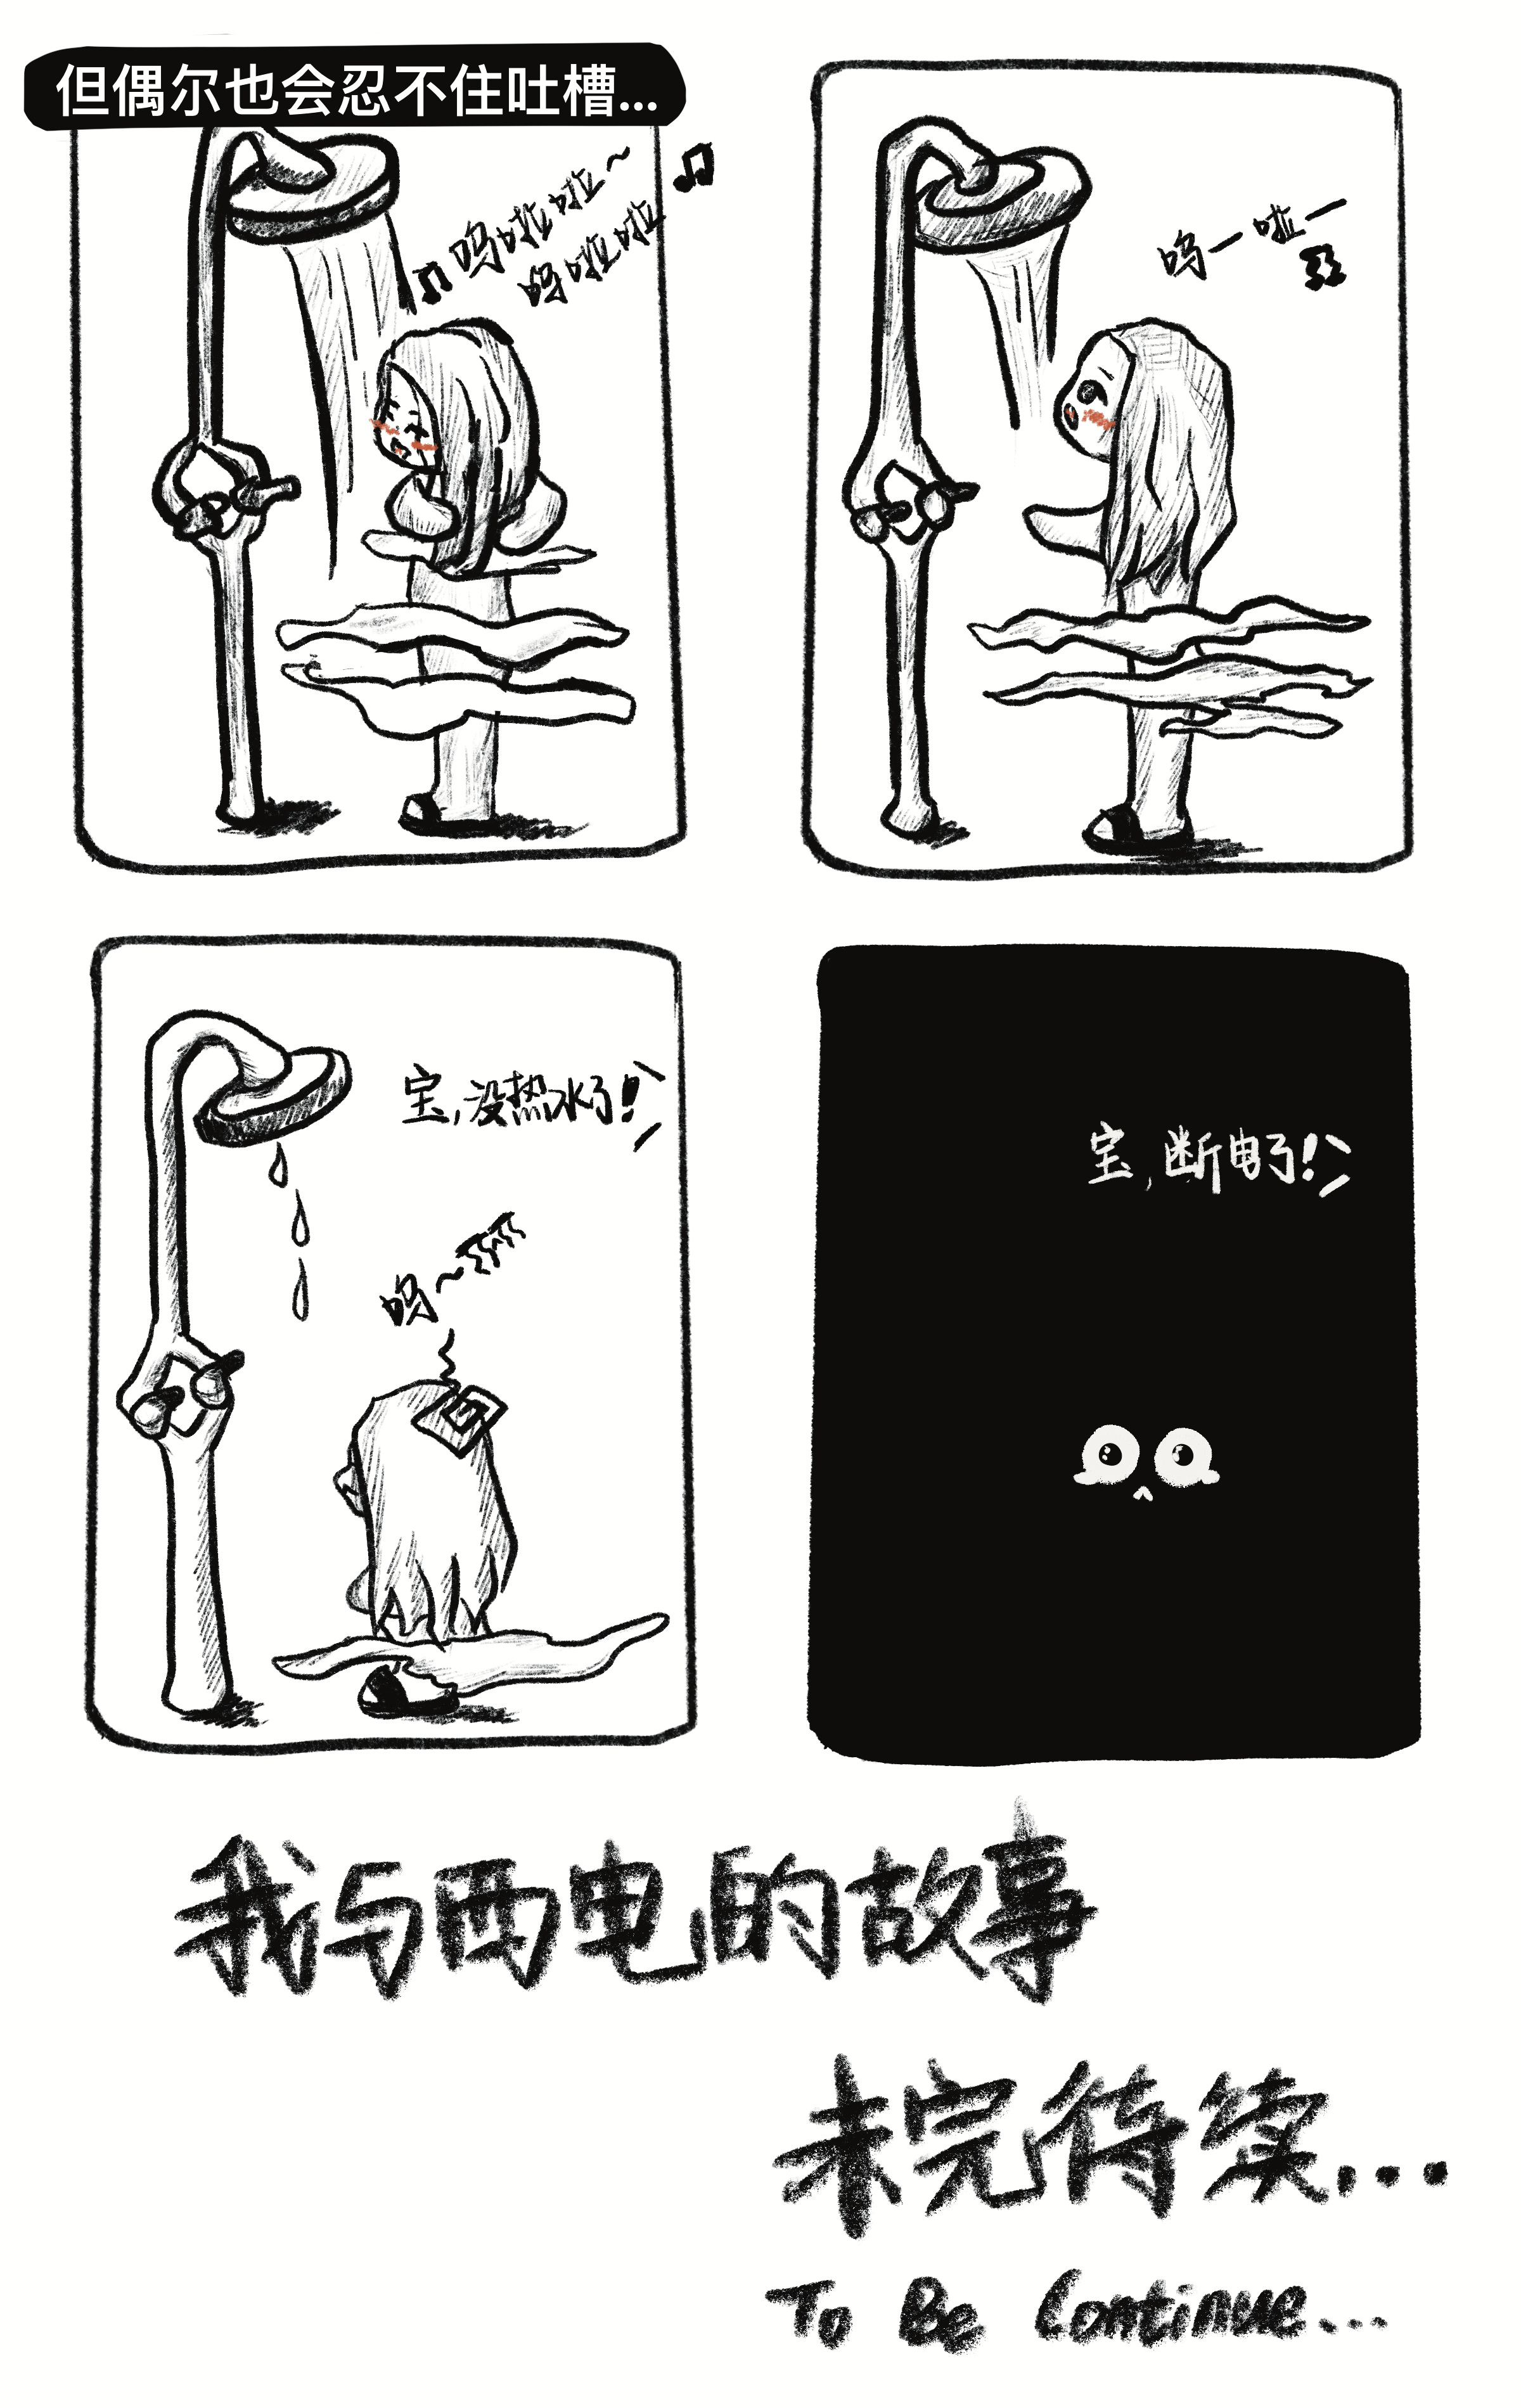 但偶尔也会忍不住吐槽...
呜啦啦啦~
呜啦啦啦
呜一啦一
宝,没热水了!
呜~
宝,断电了!
我与西电的故事
未完待续...
To Be Continue...